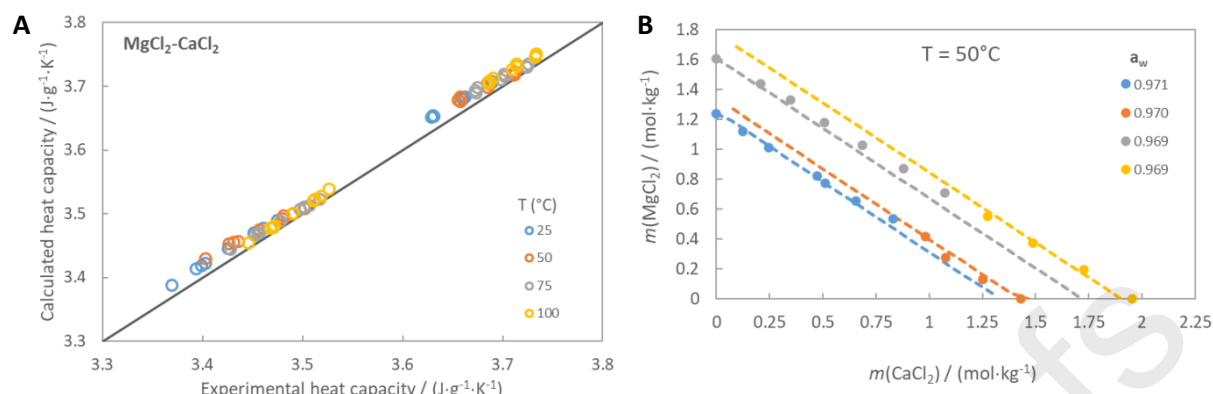 A
MgCl₂-CaCl₂
Calculated heat capacity / (J·g⁻¹·K⁻¹)
3.8
3.7
3.6
3.5
3.4
3.3
T (°C)
25
50
75
100
3.3 3.4 3.5 3.6 3.7 3.8
Experimental heat capacity / (J·g⁻¹·K⁻¹)
B
T = 50°C
m(MgCl₂) / (mol·kg⁻¹)
1.8
1.6
1.4
1.2
1
0.8
0.6
0.4
0.2
0
a_w
0.971
0.970
0.969
0.969
0 0.25 0.5 0.75 1 1.25 1.5 1.75 2 2.25
m(CaCl₂) / (mol·kg⁻¹)